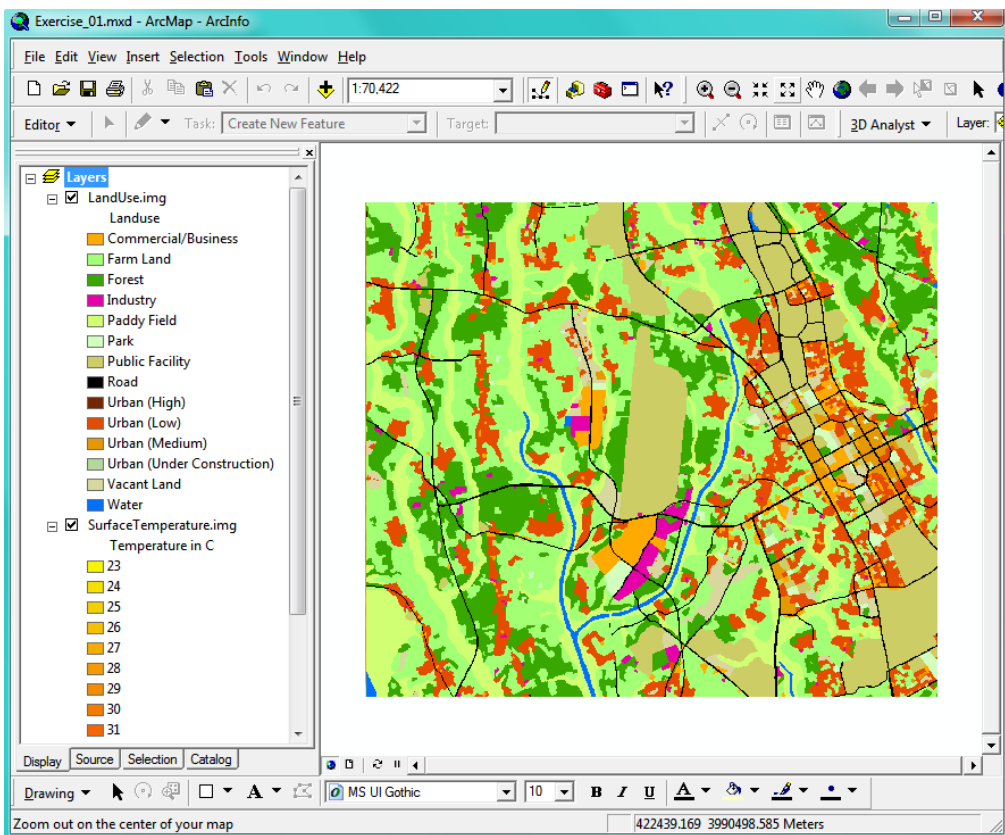 Exercise_01.mxd - ArcMap - ArcInfo
File Edit View Insert Selection Tools Window Help
1:70,422
Editor Task: Create New Feature Target: 3D Analyst Layer:
Layers
LandUse.img
Landuse
Commercial/Business
Farm Land
Forest
Industry
Paddy Field
Park
Public Facility
Road
Urban (High)
Urban (Low)
Urban (Medium)
Urban (Under Construction)
Vacant Land
Water
SurfaceTemperature.img
Temperature in C
23
24
25
26
27
28
29
30
31
Display Source Selection Catalog
Drawing A MS UI Gothic 10 B I U A
Zoom out on the center of your map 422439.169 3990498.585 Meters